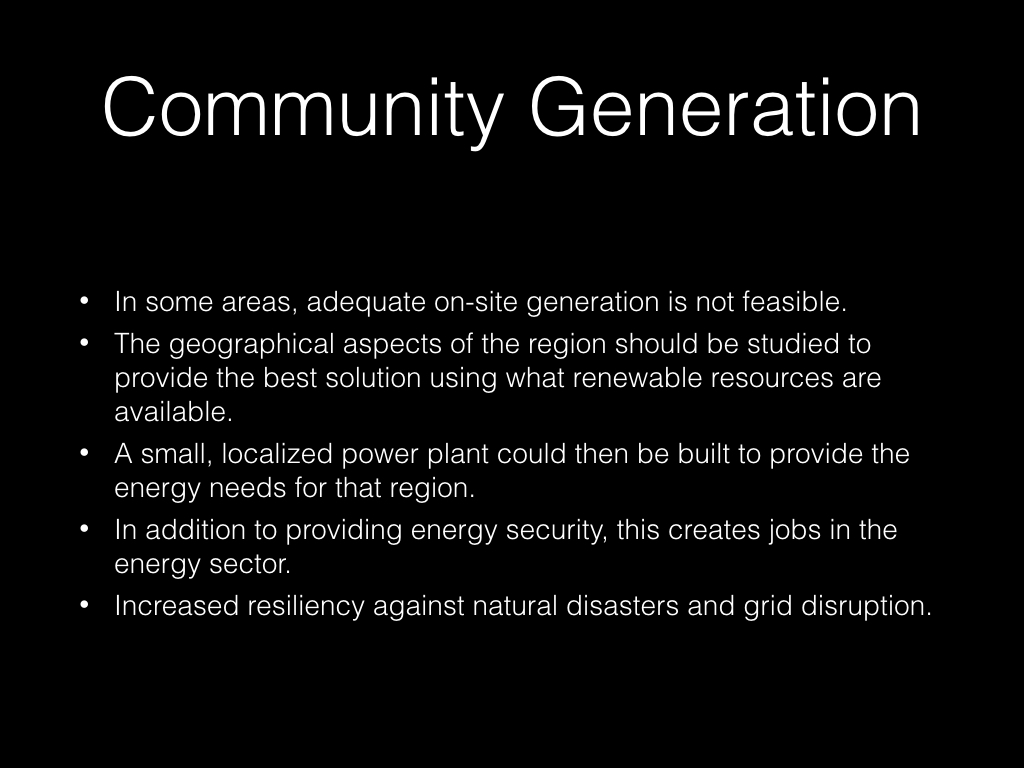 Community Generation
• In some areas, adequate on-site generation is not feasible.
• The geographical aspects of the region should be studied to
provide the best solution using what renewable resources are
available.
• A small, localized power plant could then be built to provide the
energy needs for that region.
• In addition to providing energy security, this creates jobs in the
energy sector.
• Increased resiliency against natural disasters and grid disruption.